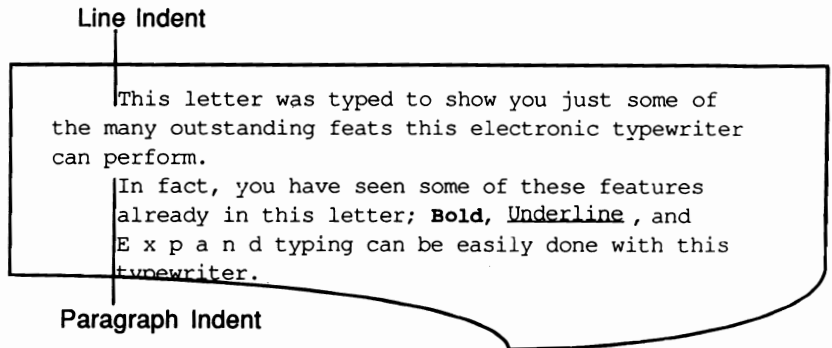 Line Indent
This letter was typed to show you just some of
the many outstanding feats this electronic typewriter
can perform.
In fact, you have seen some of these features
already in this letter; Bold, Underline, and
E x p a n d typing can be easily done with this
typewriter.
Paragraph Indent